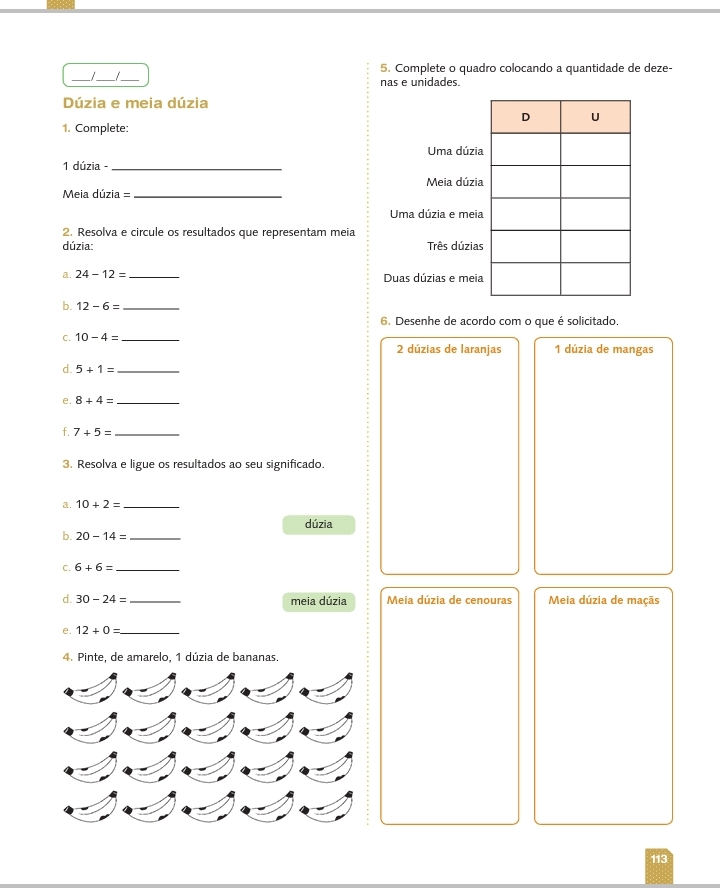 ___/___/___
Dúzia e meia dúzia
1. Complete:
1 dúzia - ______________
Meia dúzia = ______________
2. Resolva e circule os resultados que representam meia
dúzia:
a. 24 – 12 = ________
b. 12 – 6 = ________
c. 10 – 4 = ________
d. 5 + 1 = ________
e. 8 + 4 = ________
f. 7 + 5 = ________
3. Resolva e ligue os resultados ao seu significado.
a. 10 + 2 = ________
dúzia
b. 20 – 14 = ________
c. 6 + 6 = ________
d. 30 – 24 = ________
meia dúzia
e. 12 + 0 =________
4. Pinte, de amarelo, 1 dúzia de bananas.
5. Complete o quadro colocando a quantidade de deze-
nas e unidades.
D U
Uma dúzia
Meia dúzia
Uma dúzia e meia
Três dúzias
Duas dúzias e meia
6. Desenhe de acordo com o que é solicitado.
2 dúzias de laranjas
1 dúzia de mangas
Meia dúzia de cenouras
Meia dúzia de maçãs
113